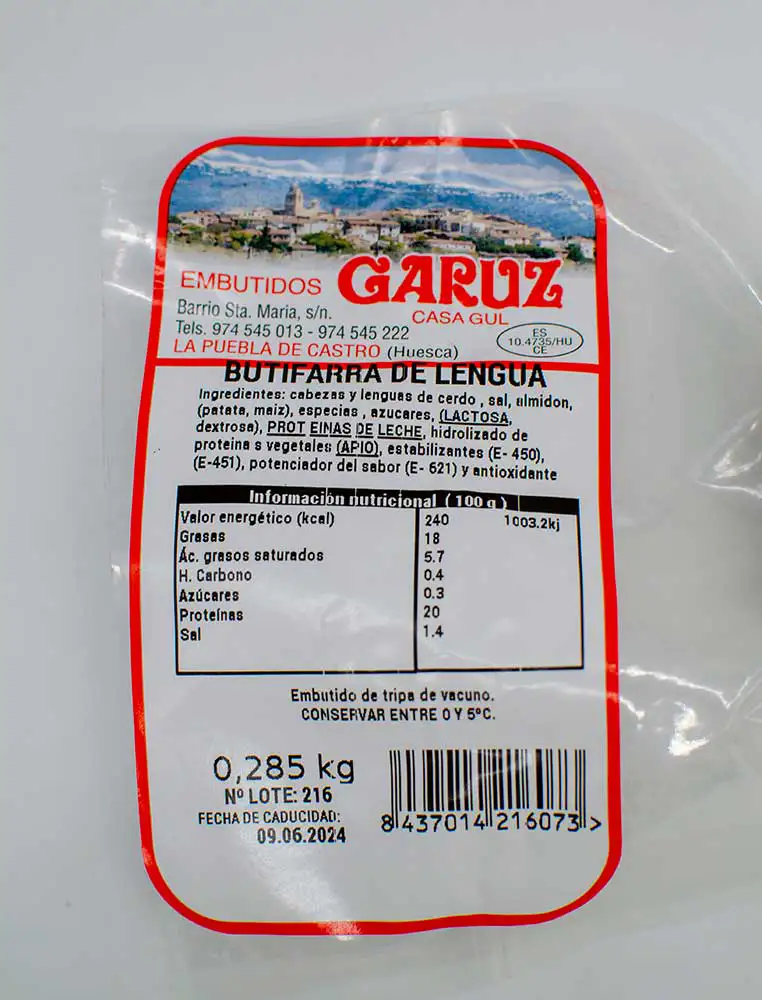 EMBUTIDOS GARUZ
CASA GUL
Barrio Sta. Maria, s/n.
Tels. 974 545 013 - 974 545 222
LA PUEBLA DE CASTRO (Huesca)
ES
10.4735/HU
CE
BUTIFARRA DE LENGUA
Ingredientes: cabezas y lenguas de cerdo , sal, almidon,
(patata, maiz), especias , azucares, (LACTOSA,
dextrosa), PROT EINAS DE LECHE, hidrolizado de
proteina s vegetales (APIO), estabilizantes (E- 450),
(E-451), potenciador del sabor (E- 621) y antioxidante
Información nutricional ( 100 g )
Valor energético (kcal) 240 1003.2kj
Grasas 18
Ác. grasos saturados 5.7
H. Carbono 0.4
Azúcares 0.3
Proteínas 20
Sal 1.4
Embutido de tripa de vacuno.
CONSERVAR ENTRE 0 Y 5ºC.
0,285 kg
Nº LOTE: 216
FECHA DE CADUCIDAD:
09.06.2024
8 437014 216073 >